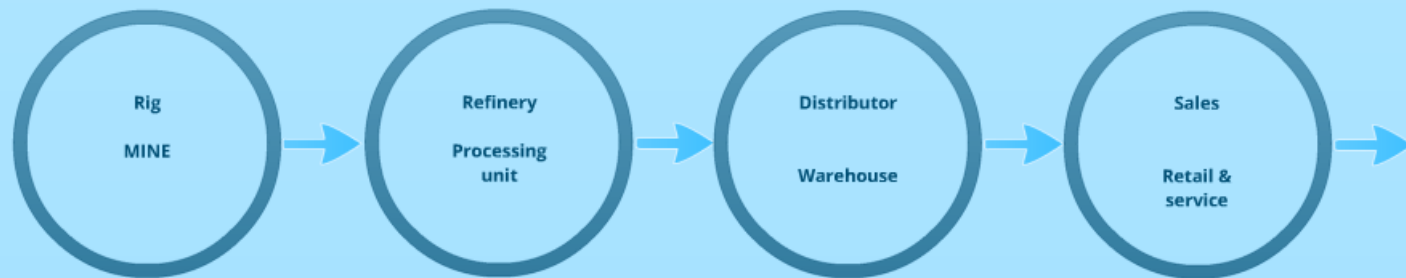 Rig
MINE
Refinery
Processing
unit
Distributor
Warehouse
Sales
Retail &
service